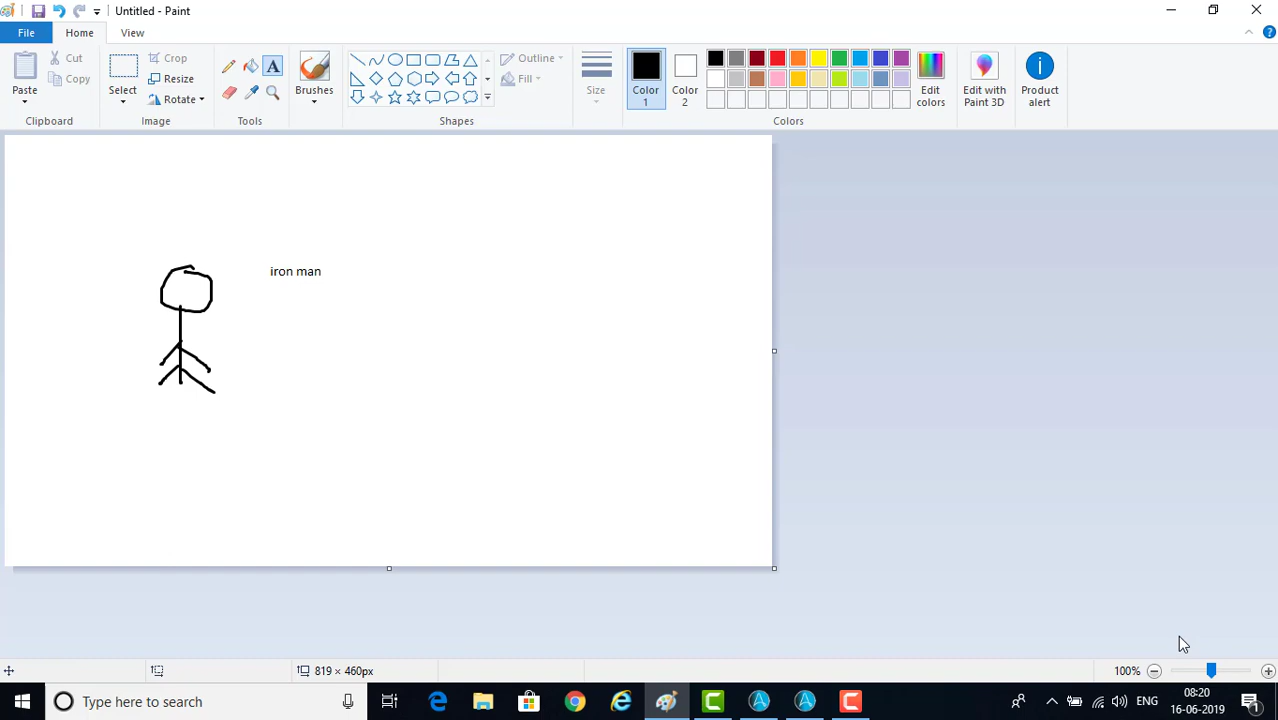 Untitled - Paint
File
Home
View
Paste
Cut
Copy
Clipboard
Select
Crop
Resize
Rotate
Image
A
Tools
Brushes
Shapes
Outline
Fill
Size
Color 1
Color 2
Colors
Edit colors
Edit with Paint 3D
Product alert
iron man
819 × 460px
100%
Type here to search
ENG
08:20
16-06-2019
1